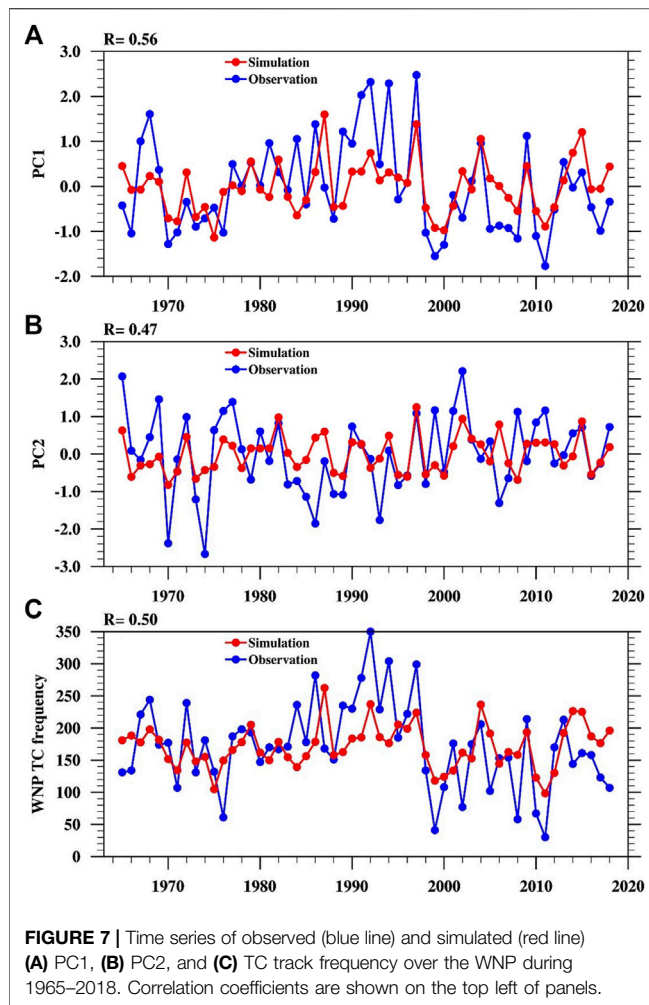 A
R= 0.56
Simulation
Observation
3.0
2.0
1.0
0.0
-1.0
-2.0
PC1
1970 1980 1990 2000 2010 2020
B
R= 0.47
Simulation
Observation
3.0
2.0
1.0
0.0
-1.0
-2.0
-3.0
PC2
1970 1980 1990 2000 2010 2020
C
R= 0.50
Simulation
Observation
350
300
250
200
150
100
50
0
WNP TC frequency
1970 1980 1990 2000 2010 2020
FIGURE 7 | Time series of observed (blue line) and simulated (red line)
(A) PC1, (B) PC2, and (C) TC track frequency over the WNP during
1965–2018. Correlation coefficients are shown on the top left of panels.